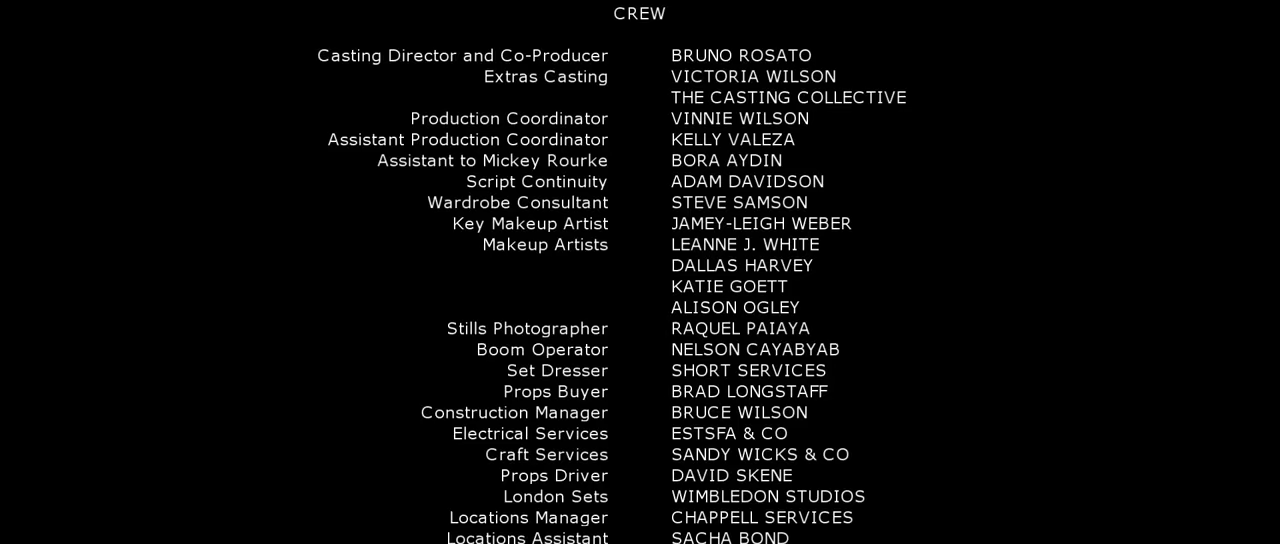 CREW
Casting Director and Co-Producer BRUNO ROSATO
Extras Casting VICTORIA WILSON
THE CASTING COLLECTIVE
Production Coordinator VINNIE WILSON
Assistant Production Coordinator KELLY VALEZA
Assistant to Mickey Rourke BORA AYDIN
Script Continuity ADAM DAVIDSON
Wardrobe Consultant STEVE SAMSON
Key Makeup Artist JAMEY-LEIGH WEBER
Makeup Artists LEANNE J. WHITE
DALLAS HARVEY
KATIE GOETT
ALISON OGLEY
Stills Photographer RAQUEL PAIAYA
Boom Operator NELSON CAYABYAB
Set Dresser SHORT SERVICES
Props Buyer BRAD LONGSTAFF
Construction Manager BRUCE WILSON
Electrical Services ESTSFA & CO
Craft Services SANDY WICKS & CO
Props Driver DAVID SKENE
London Sets WIMBLEDON STUDIOS
Locations Manager CHAPPELL SERVICES
Locations Assistant SACHA BOND